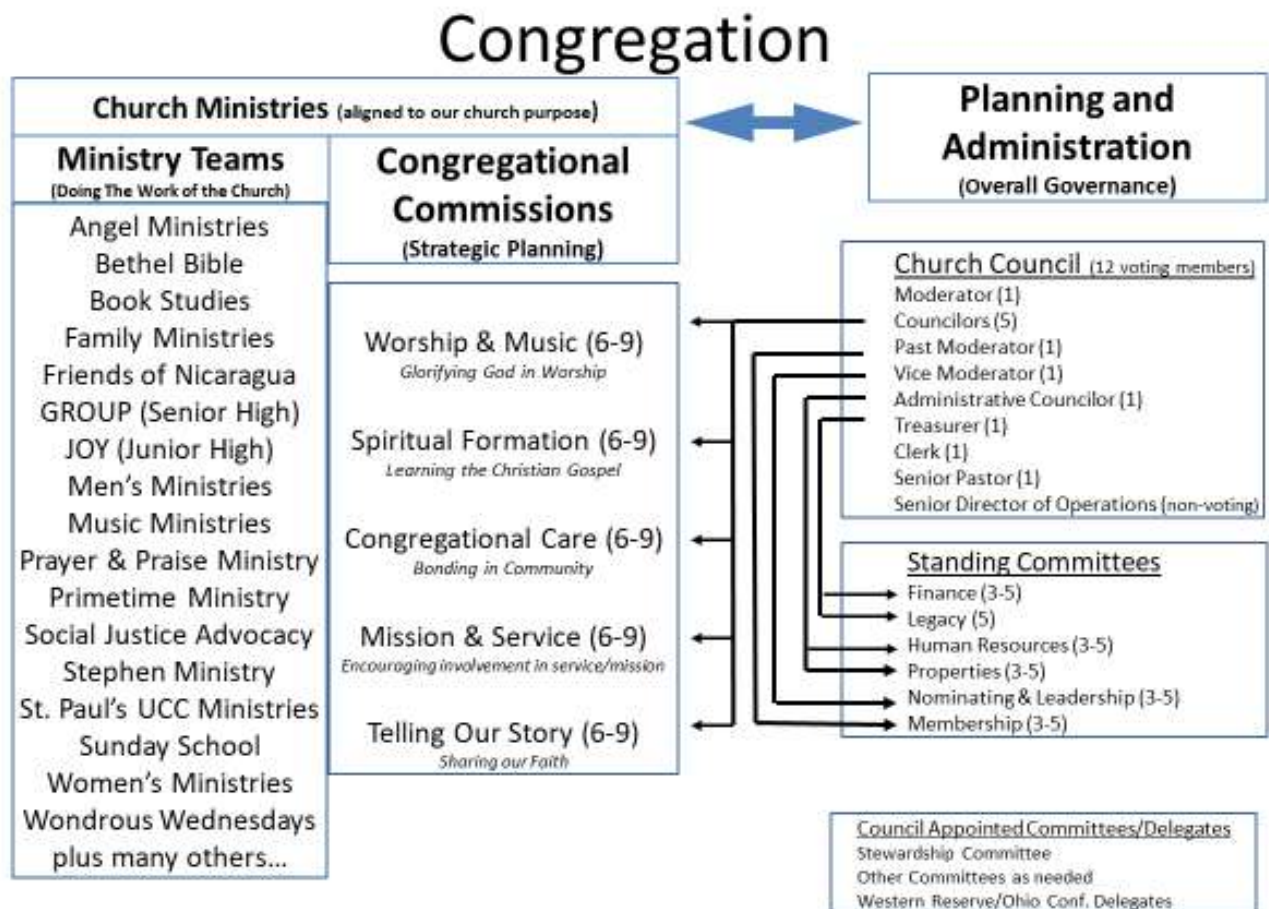 Congregation
Church Ministries (aligned to our church purpose)
Ministry Teams
(Doing The Work of the Church)
Angel Ministries
Bethel Bible
Book Studies
Family Ministries
Friends of Nicaragua
GROUP (Senior High)
JOY (Junior High)
Men's Ministries
Music Ministries
Prayer & Praise Ministry
Primetime Ministry
Social Justice Advocacy
Stephen Ministry
St. Paul's UCC Ministries
Sunday School
Women's Ministries
Wondrous Wednesdays
plus many others...
Congregational
Commissions
(Strategic Planning)
Worship & Music (6-9)
Glorifying God in Worship
Spiritual Formation (6-9)
Learning the Christian Gospel
Congregational Care (6-9)
Bonding in Community
Mission & Service (6-9)
Encouraging involvement in service/mission
Telling Our Story (6-9)
Sharing our Faith
Planning and
Administration
(Overall Governance)
Church Council (12 voting members)
Moderator (1)
Councilors (5)
Past Moderator (1)
Vice Moderator (1)
Administrative Councilor (1)
Treasurer (1)
Clerk (1)
Senior Pastor (1)
Senior Director of Operations (non-voting)
Standing Committees
Finance (3-5)
Legacy (5)
Human Resources (3-5)
Properties (3-5)
Nominating & Leadership (3-5)
Membership (3-5)
Council Appointed Committees/Delegates
Stewardship Committee
Other Committees as needed
Western Reserve/Ohio Conf. Delegates